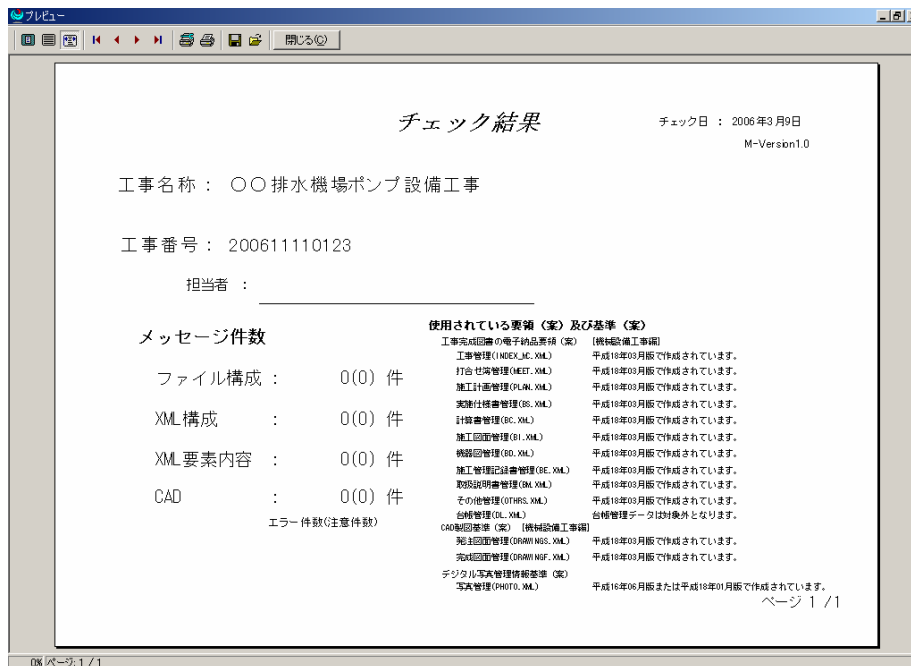 プレビュー
閉じる(C)
チェック結果
チェック日 : 2006年3月9日
M-Version1.0
工事名称 : 〇〇排水機場ポンプ設備工事
工事番号 : 200611110123
担当者 :
メッセージ件数
ファイル構成 : 0(0) 件
XML構成 : 0(0) 件
XML要素内容 : 0(0) 件
CAD : 0(0) 件
エラー件数(注意件数)
使用されている要領(案)及び基準(案)
工事完成図書の電子納品要領(案) [機械設備工事編]
工事管理(INDEX_MC.XML) 平成18年03月版で作成されています。
打合せ簿管理(MEET.XML) 平成18年03月版で作成されています。
施工計画管理(PLAN.XML) 平成18年03月版で作成されています。
実施仕様書管理(BS.XML) 平成18年03月版で作成されています。
計算書管理(BC.XML) 平成18年03月版で作成されています。
施工図面管理(BI.XML) 平成18年03月版で作成されています。
機器図管理(BD.XML) 平成18年03月版で作成されています。
施工管理記録書管理(BE.XML) 平成18年03月版で作成されています。
取扱説明書管理(BM.XML) 平成18年03月版で作成されています。
その他管理(OTHRS.XML) 平成18年03月版で作成されています。
台帳管理(DL.XML) 台帳管理データは対象外となります。
CAD製図基準(案) [機械設備工事編]
発注図面管理(DRAWINGS.XML) 平成18年03月版で作成されています。
完成図面管理(DRAWINGF.XML) 平成18年03月版で作成されています。
デジタル写真管理情報基準(案)
写真管理(PHOTO.XML) 平成16年06月版または平成18年01月版で作成されています。
ページ 1 /1
0% ページ: 1 / 1